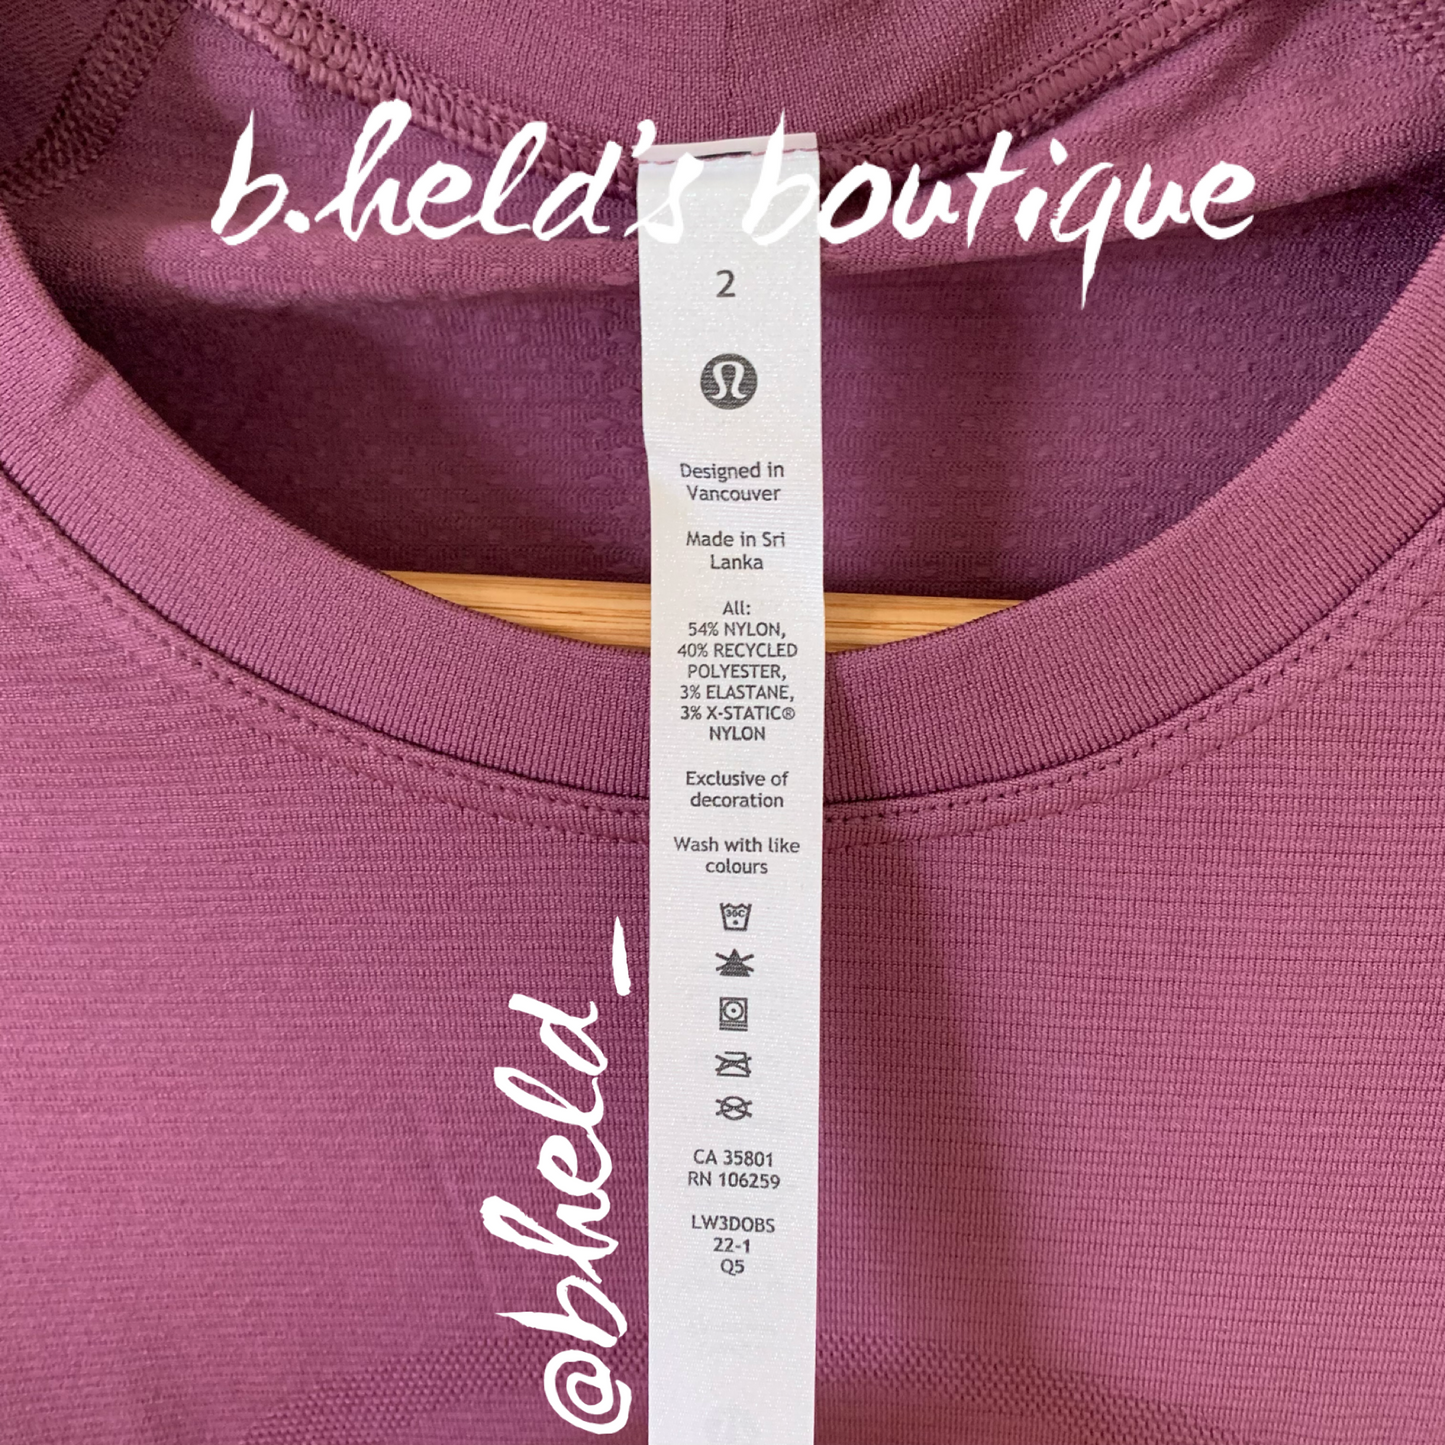 b.held's boutique
2
Designed in
Vancouver
Made in Sri
Lanka
All:
54% NYLON,
40% RECYCLED
POLYESTER,
3% ELASTANE,
3% X-STATIC®
NYLON
Exclusive of
decoration
Wash with like
colours
30C
CA 35801
RN 106259
LW3DOBS
22-1
Q5
@bheld_